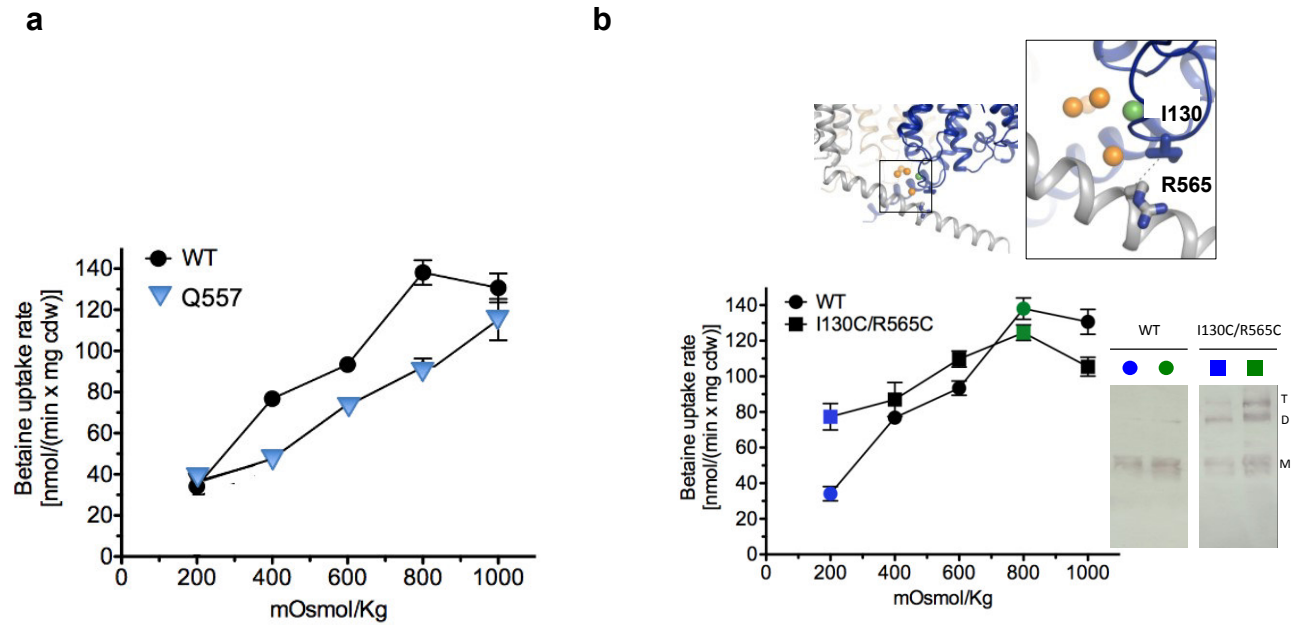 a
b
I130
R565
WT
Q557
Betaine uptake rate
[nmol/(min x mg cdw)]
140
120
100
80
60
40
20
0
0 200 400 600 800 1000
mOsmol/Kg
WT
I130C/R565C
Betaine uptake rate
[nmol/(min x mg cdw)]
140
120
100
80
60
40
20
0
0 200 400 600 800 1000
mOsmol/Kg
WT I130C/R565C
T
D
M